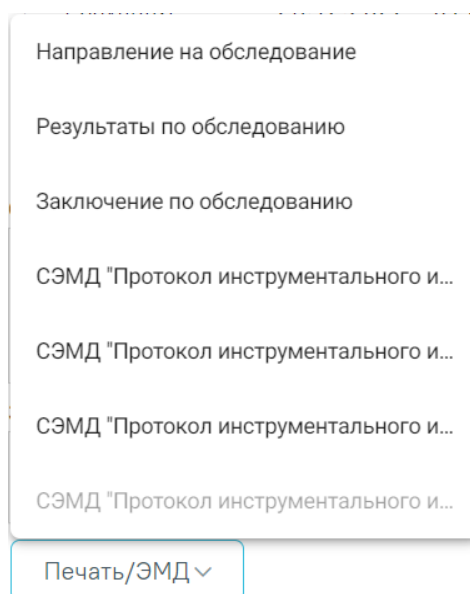 Направление на обследование
Результаты по обследованию
Заключение по обследованию
СЭМД "Протокол инструментального и...
СЭМД "Протокол инструментального и...
СЭМД "Протокол инструментального и...
СЭМД "Протокол инструментального и...
Печать/ЭМД